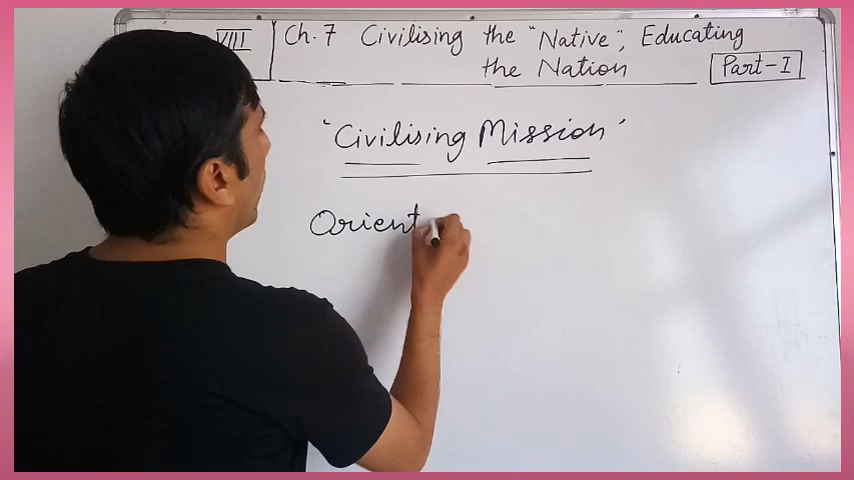 VIII
Ch.7 Civilising the "Native", Educating
the Nation
Part-I
'Civilising Mission'
Orient